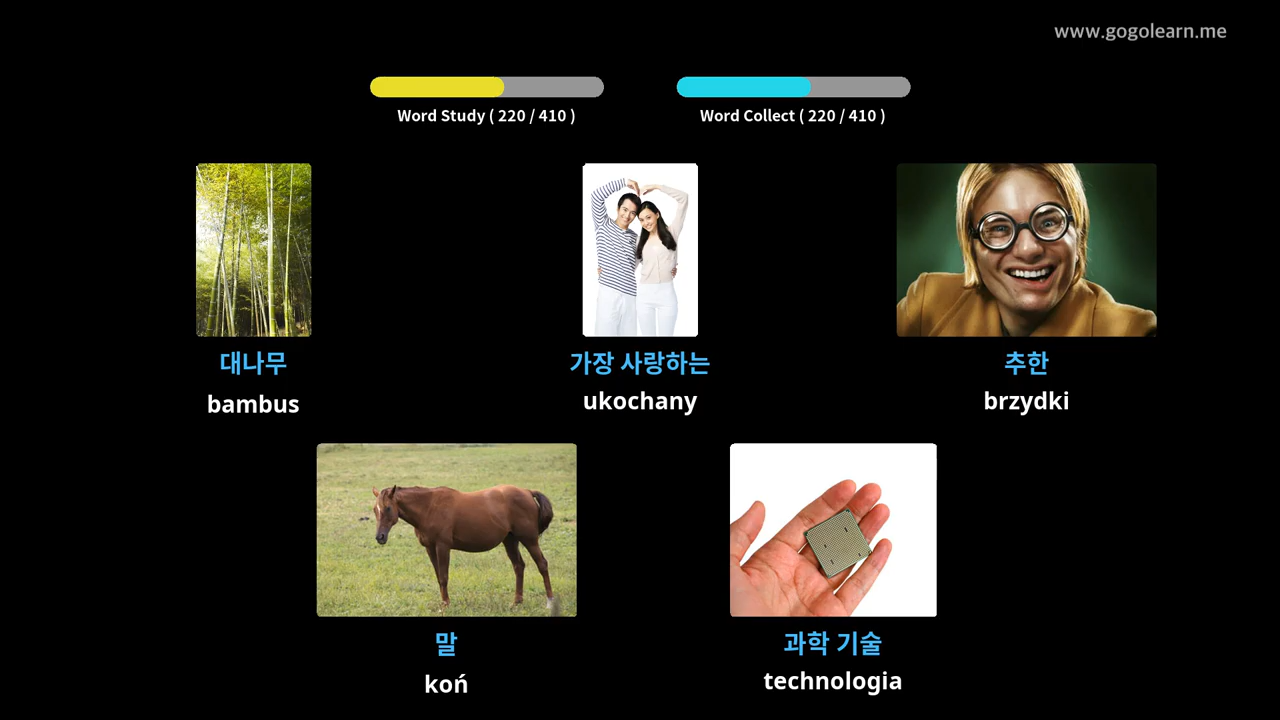 www.gogolearn.me
Word Study ( 220 / 410 )
Word Collect ( 220 / 410 )
대나무
bambus
가장 사랑하는
ukochany
추한
brzydki
말
koń
과학 기술
technologia